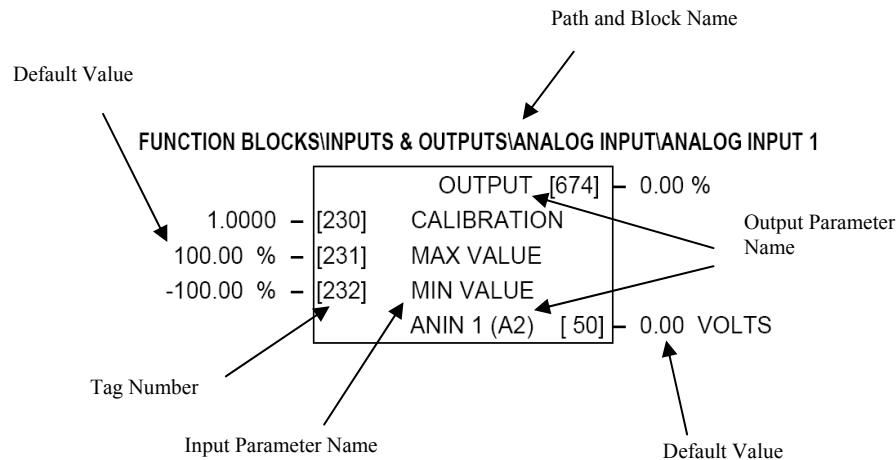 Path and Block Name
Default Value
FUNCTION BLOCKS\INPUTS & OUTPUTS\ANALOG INPUT\ANALOG INPUT 1
OUTPUT [674] – 0.00 %
1.0000 – [230] CALIBRATION
100.00 % – [231] MAX VALUE
-100.00 % – [232] MIN VALUE
ANIN 1 (A2) [ 50] – 0.00 VOLTS
Output Parameter
Name
Tag Number
Input Parameter Name
Default Value